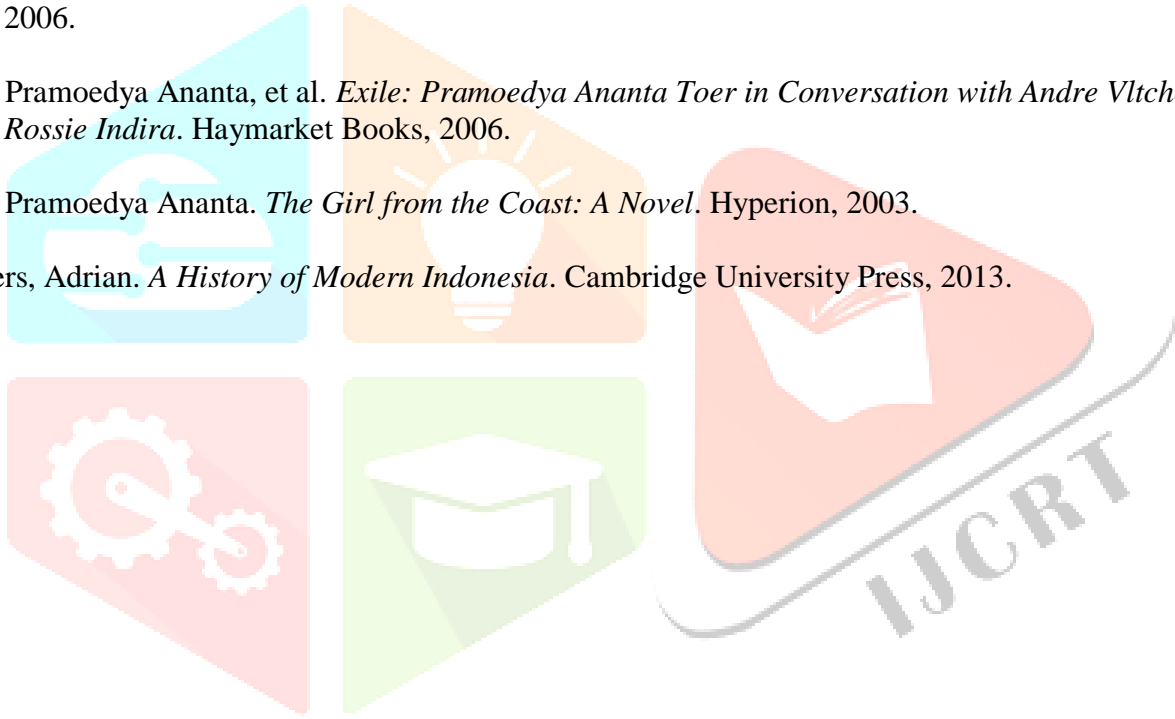 2006.
Pramoedya Ananta, et al. Exile: Pramoedya Ananta Toer in Conversation with Andre Vltch
Rossie Indira. Haymarket Books, 2006.
Pramoedya Ananta. The Girl from the Coast: A Novel. Hyperion, 2003.
ers, Adrian. A History of Modern Indonesia. Cambridge University Press, 2013.
IJCRT